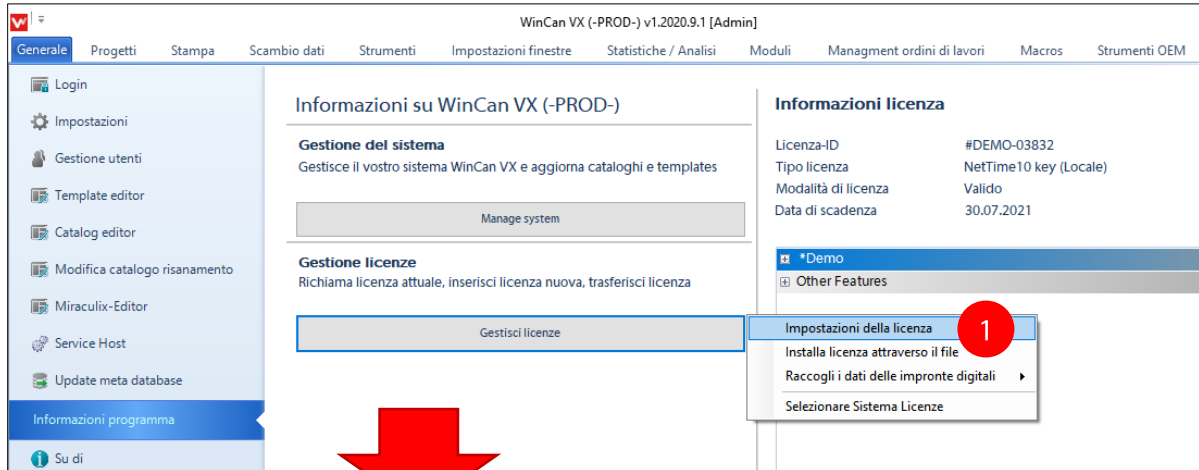 WinCan VX (-PROD-) v1.2020.9.1 [Admin]
Generale Progetti Stampa Scambio dati Strumenti Impostazioni finestre Statistiche / Analisi Moduli Managment ordini di lavori Macros Strumenti OEM
Login
Impostazioni
Gestione utenti
Template editor
Catalog editor
Modifica catalogo risanamento
Miraculix-Editor
Service Host
Update meta database
Informazioni programma
Su di
Informazioni su WinCan VX (-PROD-)
Gestione del sistema
Gestisce il vostro sistema WinCan VX e aggiorna cataloghi e templates
Manage system
Gestione licenze
Richiama licenza attuale, inserisci licenza nuova, trasferisci licenza
Gestisci licenze
Impostazioni della licenza 1
Installa licenza attraverso il file
Raccogli i dati delle impronte digitali
Selezionare Sistema Licenze
Informazioni licenza
Licenza-ID #DEMO-03832
Tipo licenza NetTime10 key (Locale)
Modalità di licenza Valido
Data di scadenza 30.07.2021
*Demo
Other Features